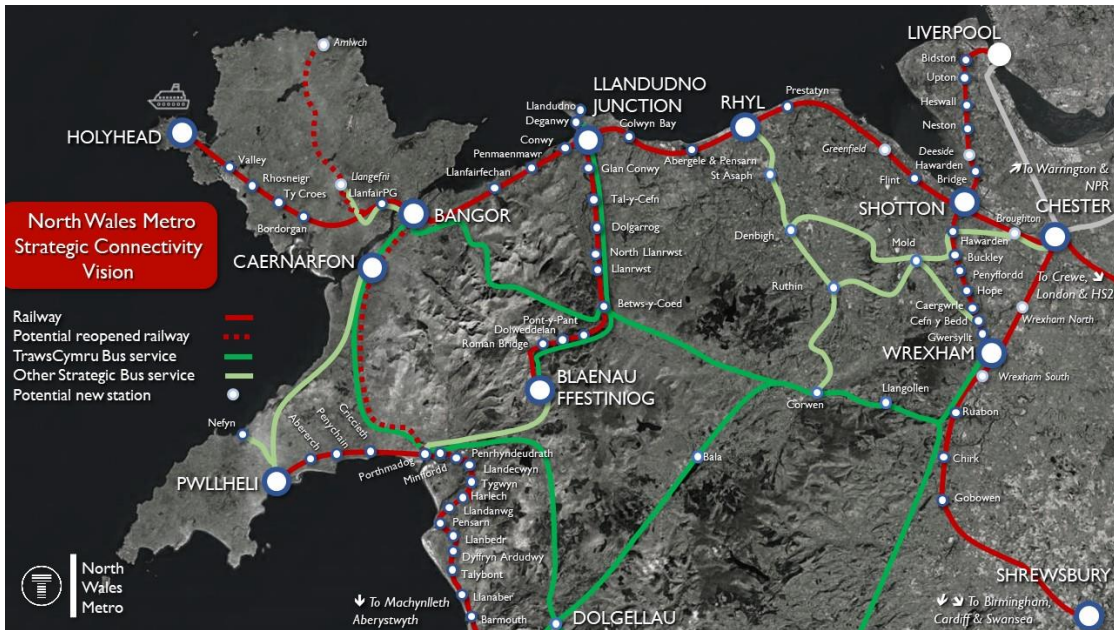 Amlwch
HOLYHEAD
Valley
Rhosneigr
Ty Croes
Bordorgan
Llangefni
LlanfairPG
BANGOR
CAERNARFON
Llanfairfechan
Penmaenmawr
Conwy
Deganwy
Llandudno
LLANDUDNO
JUNCTION
Colwyn Bay
Abergele & Pensarn
RHYL
Prestatyn
St Asaph
Greenfield
Flint
SHOTTON
LIVERPOOL
Bidston
Upton
Heswall
Neston
Deeside
Hawarden
Bridge
To Warrington &
NPR
CHESTER
Broughton
Hawarden
Buckley
Penyffordd
Hope
Caergwrle
Cefn y Bedd
Gwersyllt
WREXHAM
Wrexham North
Wrexham South
To Crewe,
London & HS2
Glan Conwy
Tal-y-Cefn
Dolgarrog
North Llanrwst
Llanrwst
Betws-y-Coed
Pont-y-Pant
Dolweddelan
Roman Bridge
BLAENAU
FFESTINIOG
Denbigh
Ruthin
Mold
Corwen
Llangollen
Ruabon
Chirk
Gobowen
SHREWSBURY
To Birmingham,
Cardiff & Swansea
Bala
DOLGELLAU
Nefyn
PWLLHELI
Abererch
Penychain
Criccieth
Porthmadog
Minffordd
Penrhyndeudrath
Llandecwyn
Tygwyn
Harlech
Llandanwg
Pensarn
Llanbedr
Dyffryn Ardudwy
Talybont
Llanaber
Barmouth
To Machynlleth
Aberystwyth
North Wales Metro
Strategic Connectivity
Vision
Railway
Potential reopened railway
TrawsCymru Bus service
Other Strategic Bus service
Potential new station
North
Wales
Metro